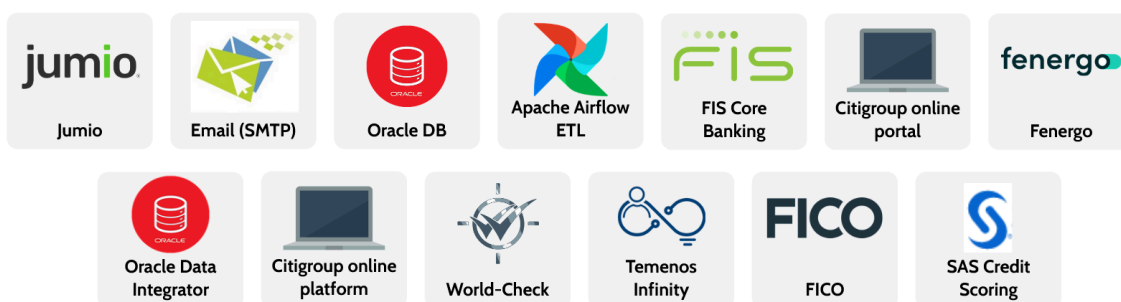 jumio
Jumio
Email (SMTP)
ORACLE
Oracle DB
Apache Airflow
ETL
FIS
FIS Core
Banking
Citigroup online
portal
fenergo
Fenergo
ORACLE
Oracle Data
Integrator
Citigroup online
platform
World-Check
Temenos
Infinity
FICO
FICO
SAS Credit
Scoring